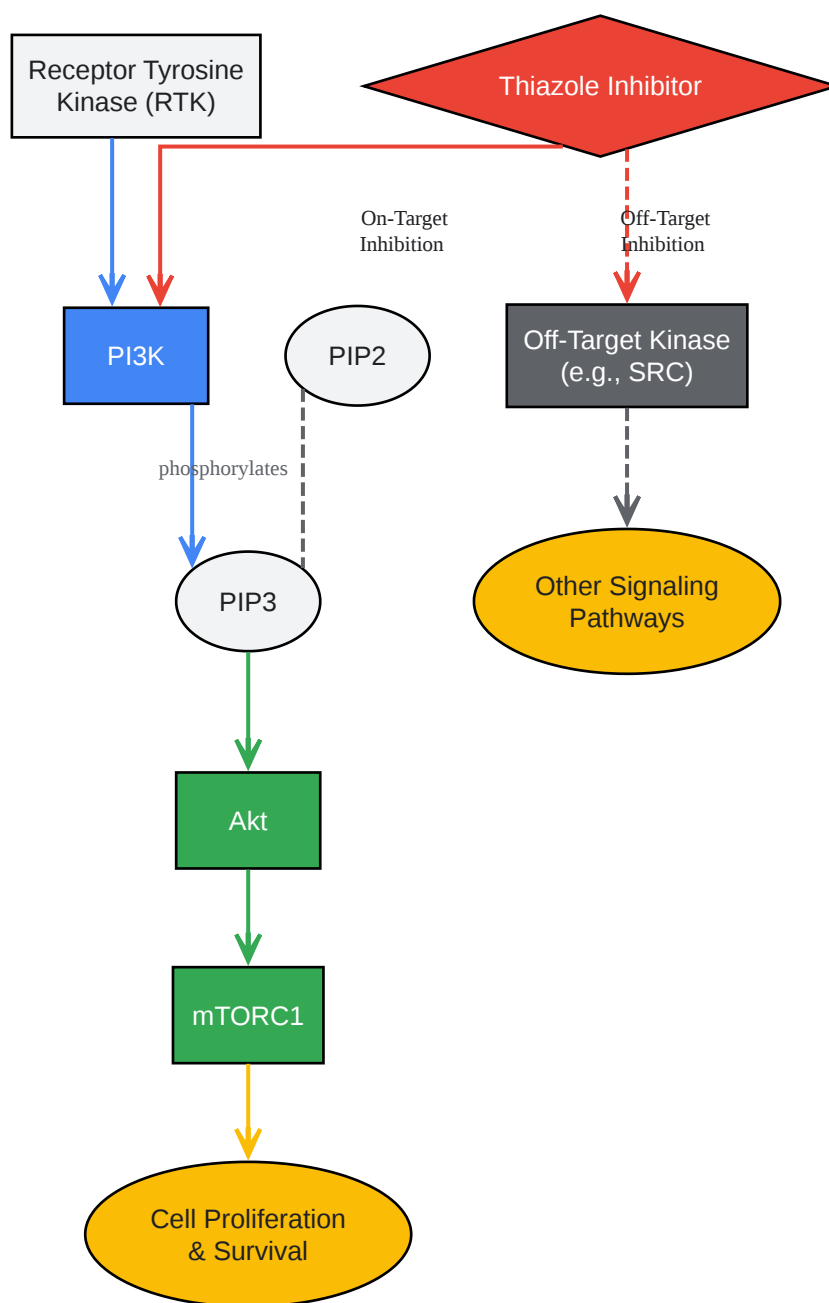 Receptor Tyrosine
Kinase (RTK)
Thiazole Inhibitor
On-Target
Inhibition
Off-Target
Inhibition
PI3K
PIP2
Off-Target Kinase
(e.g., SRC)
phosphorylates
PIP3
Other Signaling
Pathways
Akt
mTORC1
Cell Proliferation
& Survival